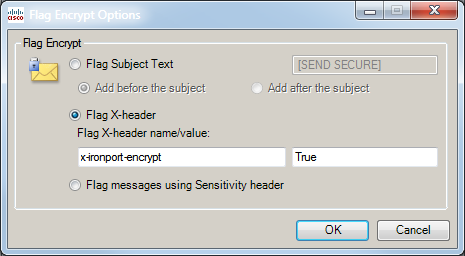 CISCO
Flag Encrypt Options
Flag Encrypt
Flag Subject Text [SEND SECURE]
Add before the subject Add after the subject
Flag X-header
Flag X-header name/value:
x-ironport-encrypt True
Flag messages using Sensitivity header
OK Cancel